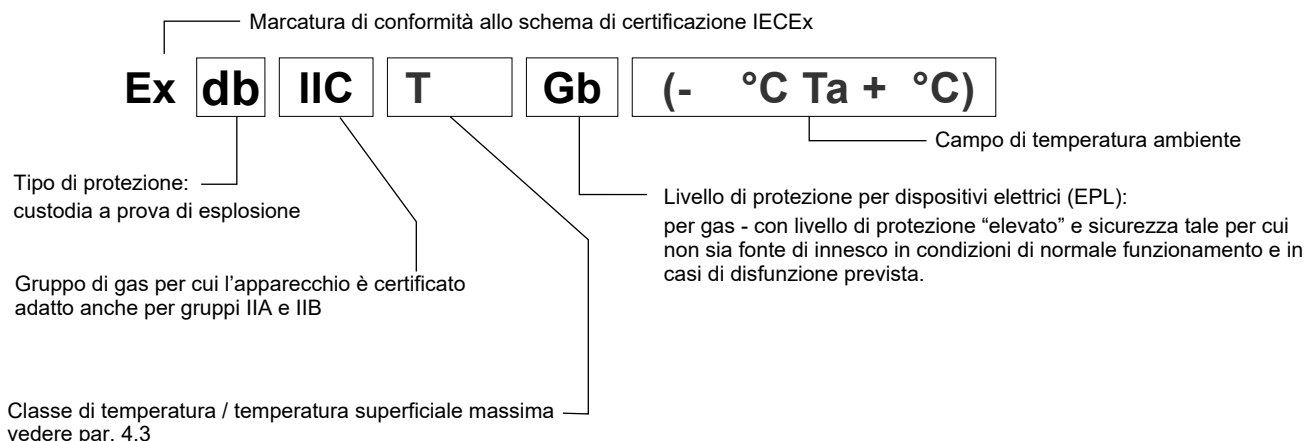 Marcatura di conformità allo schema di certificazione IECEx
Ex db IIC T Gb (- °C Ta + °C)
Campo di temperatura ambiente
Tipo di protezione:
custodia a prova di esplosione
Livello di protezione per dispositivi elettrici (EPL):
per gas - con livello di protezione “elevato” e sicurezza tale per cui
non sia fonte di innesco in condizioni di normale funzionamento e in
casi di disfunzione prevista.
Gruppo di gas per cui l’apparecchio è certificato
adatto anche per gruppi IIA e IIB
Classe di temperatura / temperatura superficiale massima
vedere par. 4.3